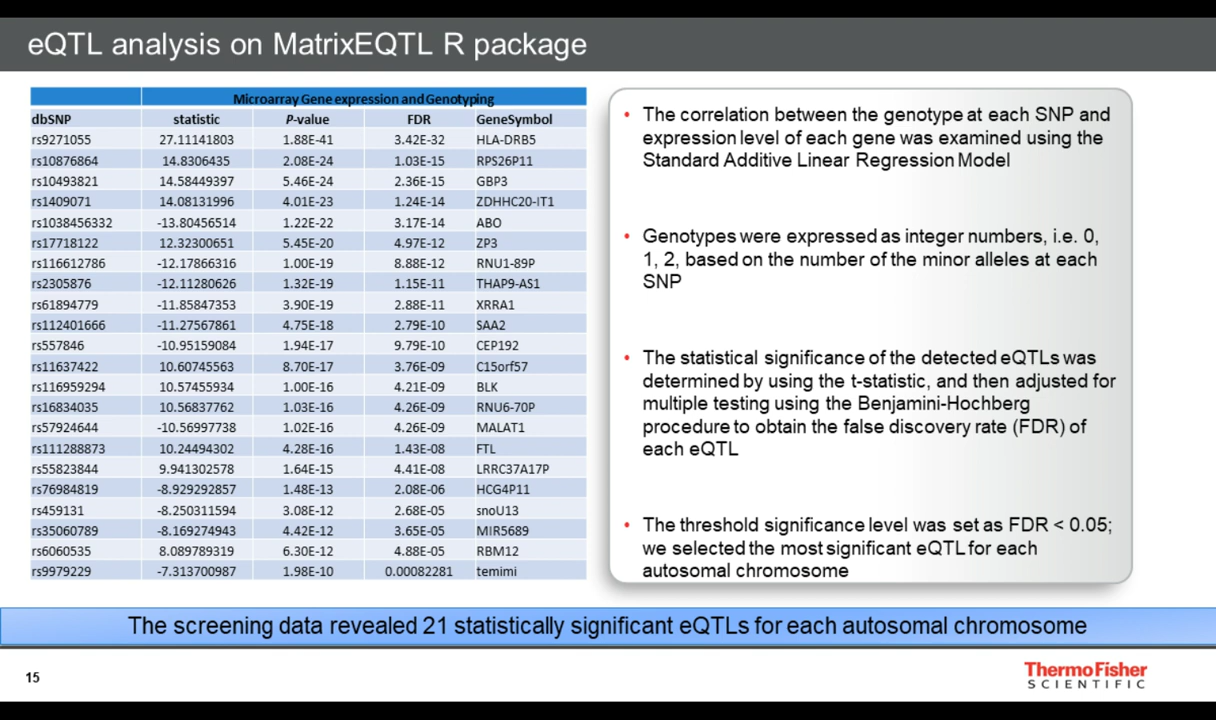 eQTL analysis on MatrixEQTL R package
Microarray Gene expression and Genotyping
dbSNP statistic P-value FDR GeneSymbol
rs9271055 27.11141803 1.88E-41 3.42E-32 HLA-DRB5
rs10876864 14.8306435 2.08E-24 1.03E-15 RPS26P11
rs10493821 14.58449397 5.46E-24 2.36E-15 GBP3
rs1409071 14.08131996 4.01E-23 1.24E-14 ZDHHC20-IT1
rs1038456332 -13.80456514 1.22E-22 3.17E-14 ABO
rs17718122 12.32300651 5.45E-20 4.97E-12 ZP3
rs116612786 -12.17866316 1.00E-19 8.88E-12 RNU1-89P
rs2305876 -12.11280626 1.32E-19 1.15E-11 THAP9-AS1
rs61894779 -11.85847353 3.90E-19 2.88E-11 XRRA1
rs112401666 -11.27567861 4.75E-18 2.79E-10 SAA2
rs557846 -10.95159084 1.94E-17 9.79E-10 CEP192
rs11637422 10.60745563 8.70E-17 3.76E-09 C15orf57
rs116959294 10.57455934 1.00E-16 4.21E-09 BLK
rs16834035 10.56837762 1.03E-16 4.26E-09 RNU6-70P
rs57924644 -10.56997738 1.02E-16 4.26E-09 MALAT1
rs111288873 10.24494302 4.28E-16 1.43E-08 FTL
rs55823844 9.941302578 1.64E-15 4.41E-08 LRRC37A17P
rs76984819 -8.929292857 1.48E-13 2.08E-06 HCG4P11
rs459131 -8.250311594 3.08E-12 2.68E-05 snoU13
rs35060789 -8.169274943 4.42E-12 3.65E-05 MIR5689
rs6060535 8.089789319 6.30E-12 4.88E-05 RBM12
rs9979229 -7.313700987 1.98E-10 0.00082281 temimi
• The correlation between the genotype at each SNP and
expression level of each gene was examined using the
Standard Additive Linear Regression Model
• Genotypes were expressed as integer numbers, i.e. 0,
1, 2, based on the number of the minor alleles at each
SNP
• The statistical significance of the detected eQTLs was
determined by using the t-statistic, and then adjusted for
multiple testing using the Benjamini-Hochberg
procedure to obtain the false discovery rate (FDR) of
each eQTL
• The threshold significance level was set as FDR < 0.05;
we selected the most significant eQTL for each
autosomal chromosome
The screening data revealed 21 statistically significant eQTLs for each autosomal chromosome
15
ThermoFisher
SCIENTIFIC